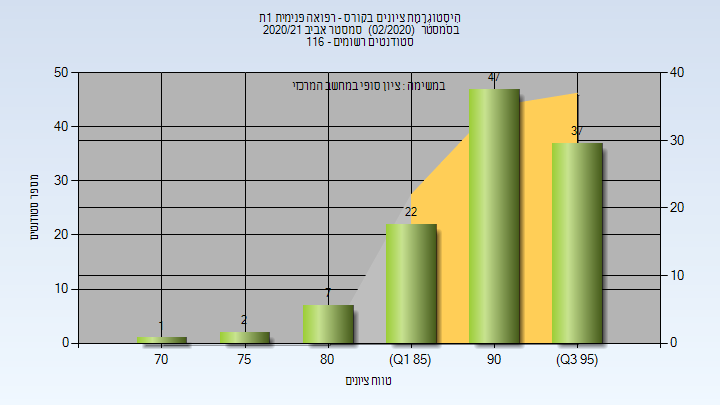 היסטוגרמת ציונים בקורס - רפואה פנימית 1ח
בסמסטר (02/2020) סמסטר אביב 2020/21
סטודנטים רשומים - 116
במשימה : ציון סופי במחשב המרכזי
50
40
30
20
10
0
40
30
20
10
0
מספר סטודנטים
1
2
7
22
47
37
70
75
80
(Q1 85)
90
(Q3 95)
טווח ציונים